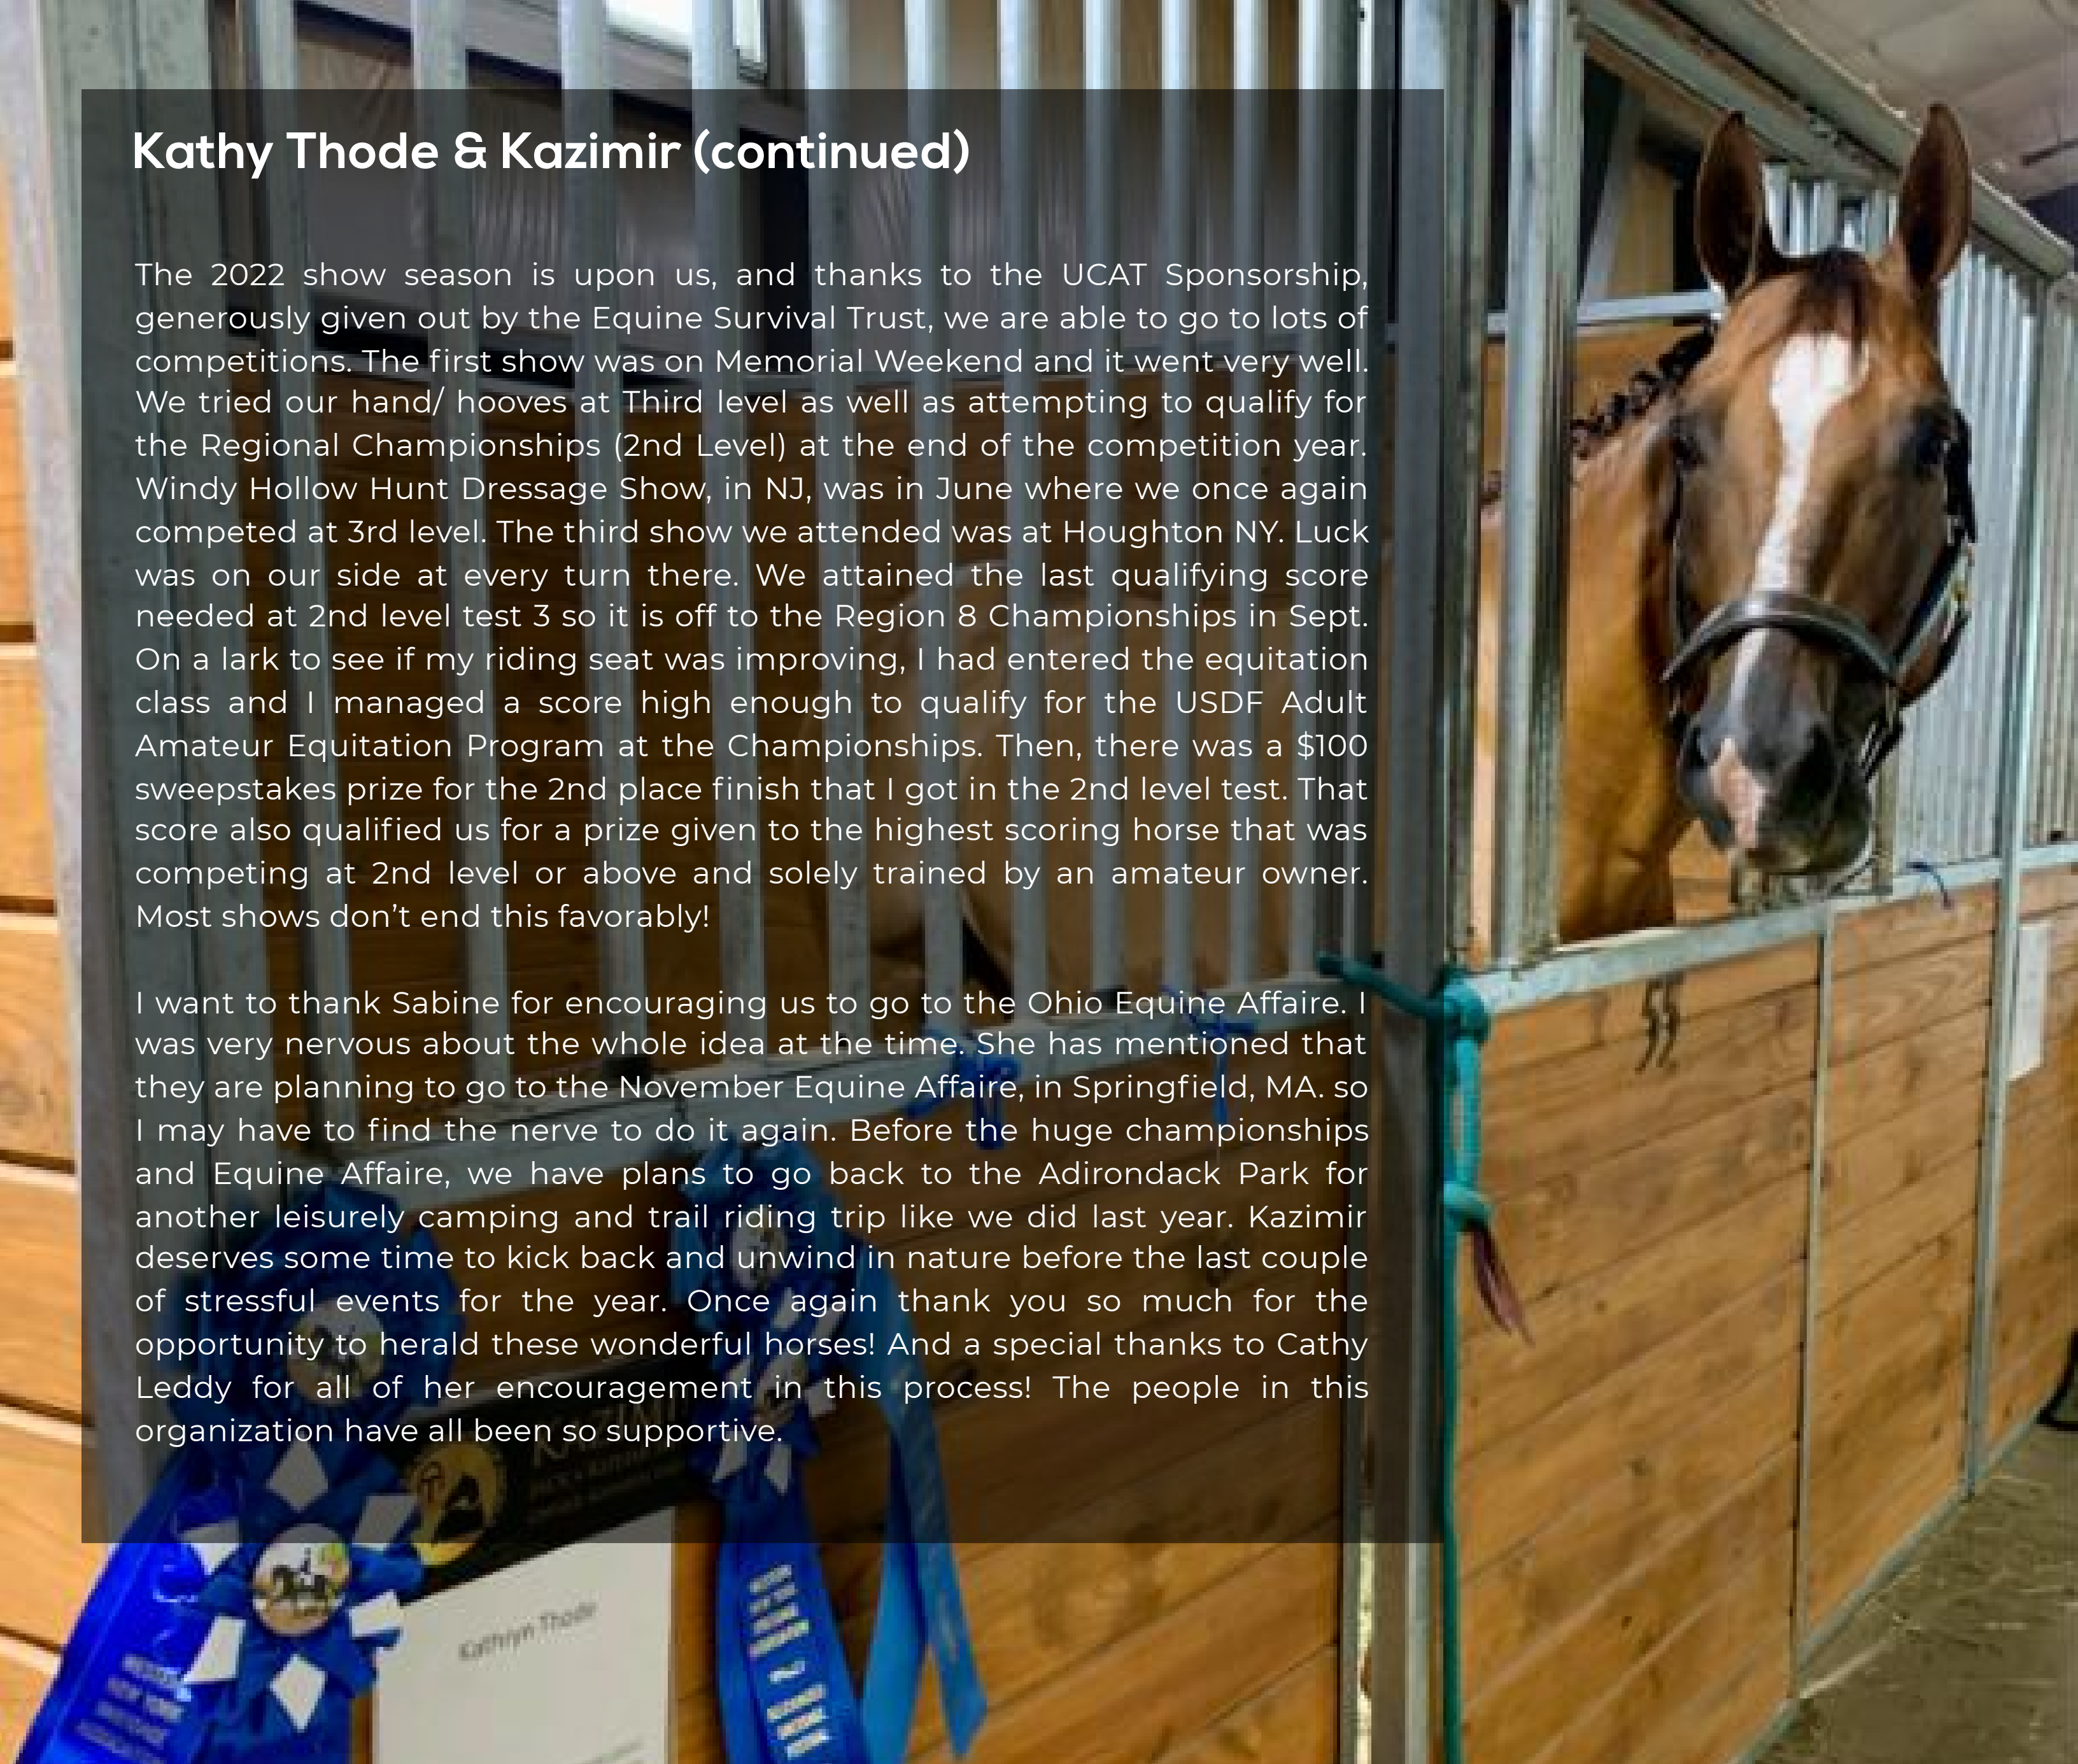 Kathy Thode & Kazimir (continued)
The 2022 show season is upon us, and thanks to the UCAT Sponsorship,
generously given out by the Equine Survival Trust, we are able to go to lots of
competitions. The first show was on Memorial Weekend and it went very well.
We tried our hand/ hooves at Third level as well as attempting to qualify for
the Regional Championships (2nd Level) at the end of the competition year.
Windy Hollow Hunt Dressage Show, in NJ, was in June where we once again
competed at 3rd level. The third show we attended was at Houghton NY. Luck
was on our side at every turn there. We attained the last qualifying score
needed at 2nd level test 3 so it is off to the Region 8 Championships in Sept.
On a lark to see if my riding seat was improving, I had entered the equitation
class and I managed a score high enough to qualify for the USDF Adult
Amateur Equitation Program at the Championships. Then, there was a $100
sweepstakes prize for the 2nd place finish that I got in the 2nd level test. That
score also qualified us for a prize given to the highest scoring horse that was
competing at 2nd level or above and solely trained by an amateur owner.
Most shows don’t end this favorably!
I want to thank Sabine for encouraging us to go to the Ohio Equine Affaire. I
was very nervous about the whole idea at the time. She has mentioned that
they are planning to go to the November Equine Affaire, in Springfield, MA. so
I may have to find the nerve to do it again. Before the huge championships
and Equine Affaire, we have plans to go back to the Adirondack Park for
another leisurely camping and trail riding trip like we did last year. Kazimir
deserves some time to kick back and unwind in nature before the last couple
of stressful events for the year. Once again thank you so much for the
opportunity to herald these wonderful horses! And a special thanks to Cathy
Leddy for all of her encouragement in this process! The people in this
organization have all been so supportive.
Kathryn Thode